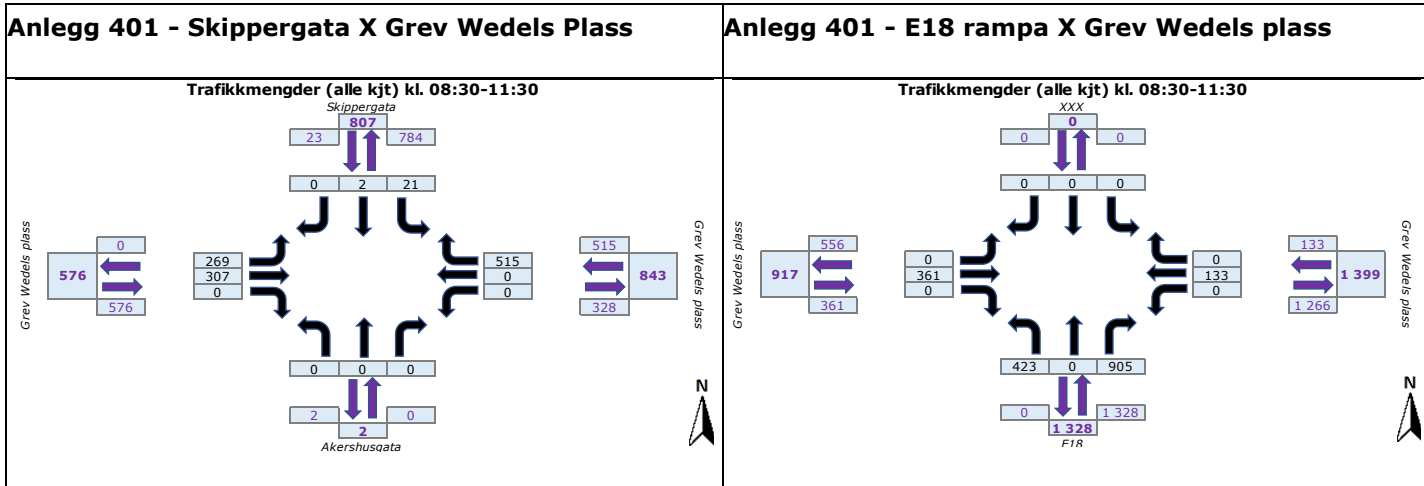 Anlegg 401 - Skippergata X Grev Wedels Plass
Trafikkmengder (alle kjt) kl. 08:30-11:30
Skippergata
807
23 784
0 2 21
Grev Wedels plass
0
576
576
269
307
0
515
0
0
515
843
328
Grev Wedels plass
0 0 0
2 0
2
Akershusgata
N
Anlegg 401 - E18 rampa X Grev Wedels plass
Trafikkmengder (alle kjt) kl. 08:30-11:30
XXX
0
0 0
0 0 0
Grev Wedels plass
556
917
361
0
361
0
0
133
0
133
1 399
1 266
Grev Wedels plass
423 0 905
0 1 328
1 328
E18
N